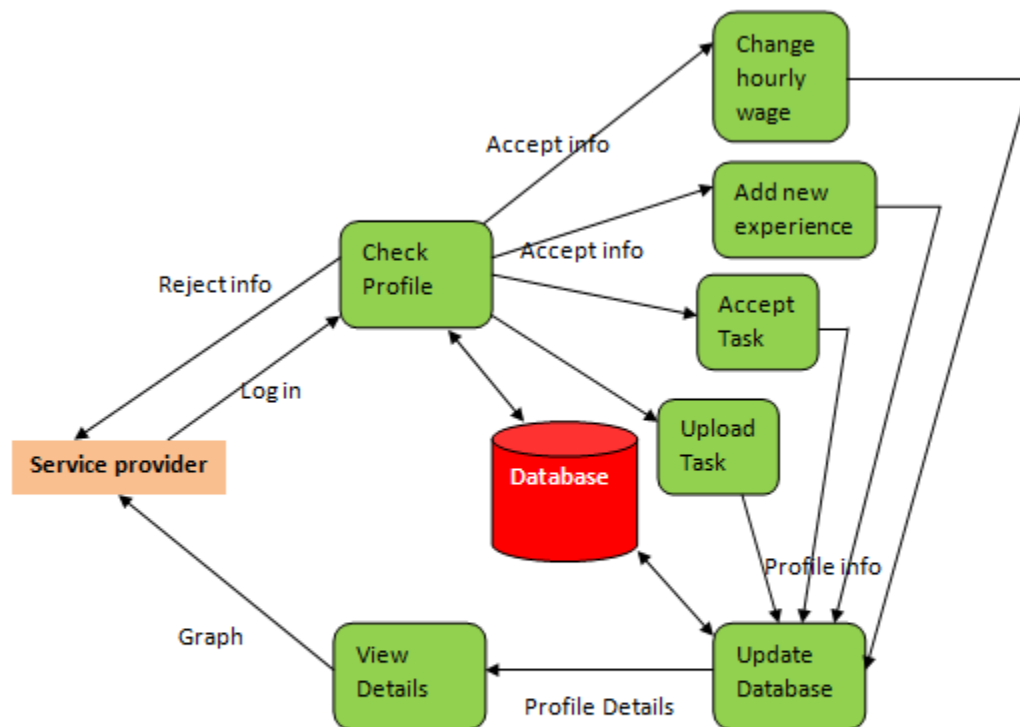 Change
hourly
wage
Accept info
Add new
experience
Check
Profile
Accept info
Reject info
Accept
Task
Log in
Upload
Task
Service provider
Database
Profile info
Graph
View
Details
Update
Database
Profile Details